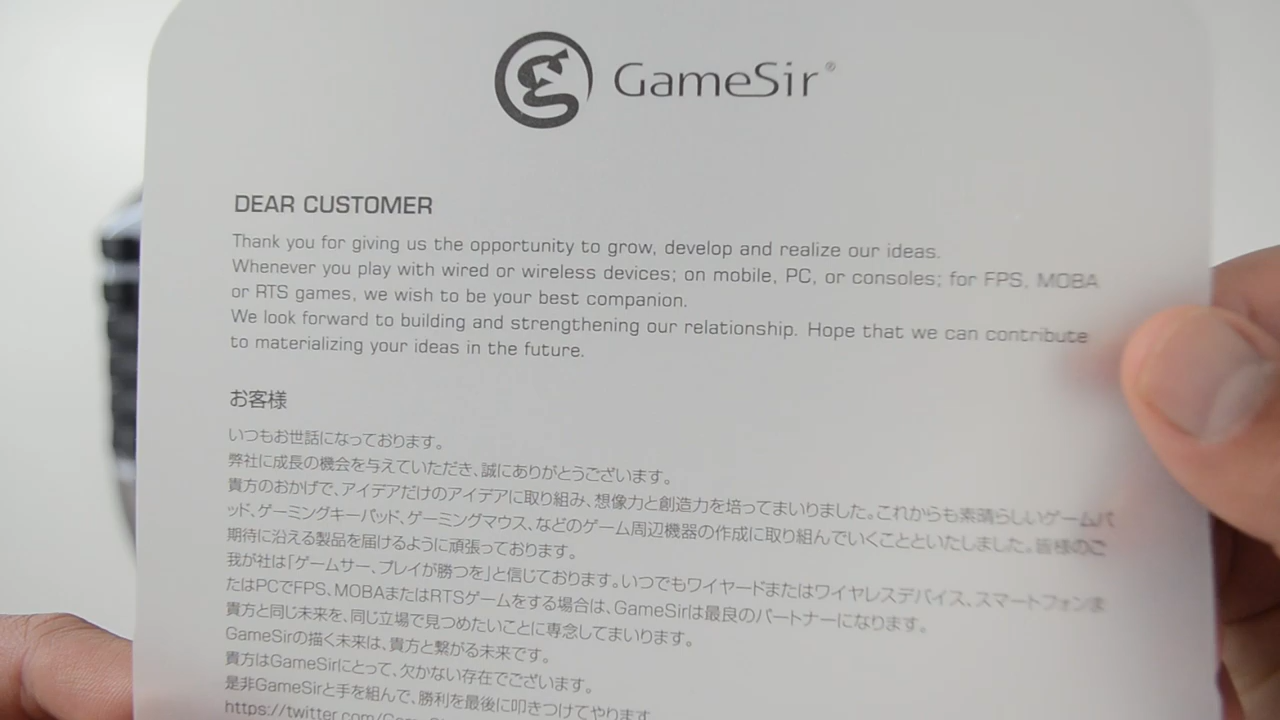 GameSir®
DEAR CUSTOMER
Thank you for giving us the opportunity to grow, develop and realize our ideas.
Whenever you play with wired or wireless devices; on mobile, PC, or consoles; for FPS, MOBA
or RTS games, we wish to be your best companion.
We look forward to building and strengthening our relationship. Hope that we can contribute
to materializing your ideas in the future.
お客様
いつもお世話になっております。
弊社に成長の機会を与えていただき、誠にありがとうございます。
貴方のおかげで、アイデアだけのアイデアに取り組み、想像力と創造力を培ってまいりました。これからも素晴らしいゲームパ
ッド、ゲーミングキーパッド、ゲーミングマウス、などのゲーム周辺機器の作成に取り組んでいくことといたしました。皆様のご
期待に沿える製品を届けるように頑張っております。
我が社は「ゲームサー、プレイが勝つを」と信じております。いつでもワイヤードまたはワイヤレスデバイス、スマートフォンま
たはPCでFPS、MOBAまたはRTSゲームをする場合は、GameSirは最良のパートナーになります。
貴方と同じ未来を、同じ立場で見つめたいことに専念してまいります。
GameSirの描く未来は、貴方と繋がる未来です。
貴方はGameSirにとって、欠かない存在でございます。
是非GameSirと手を組んで、勝利を最後に叩きつけてやります
https://twitter.com/